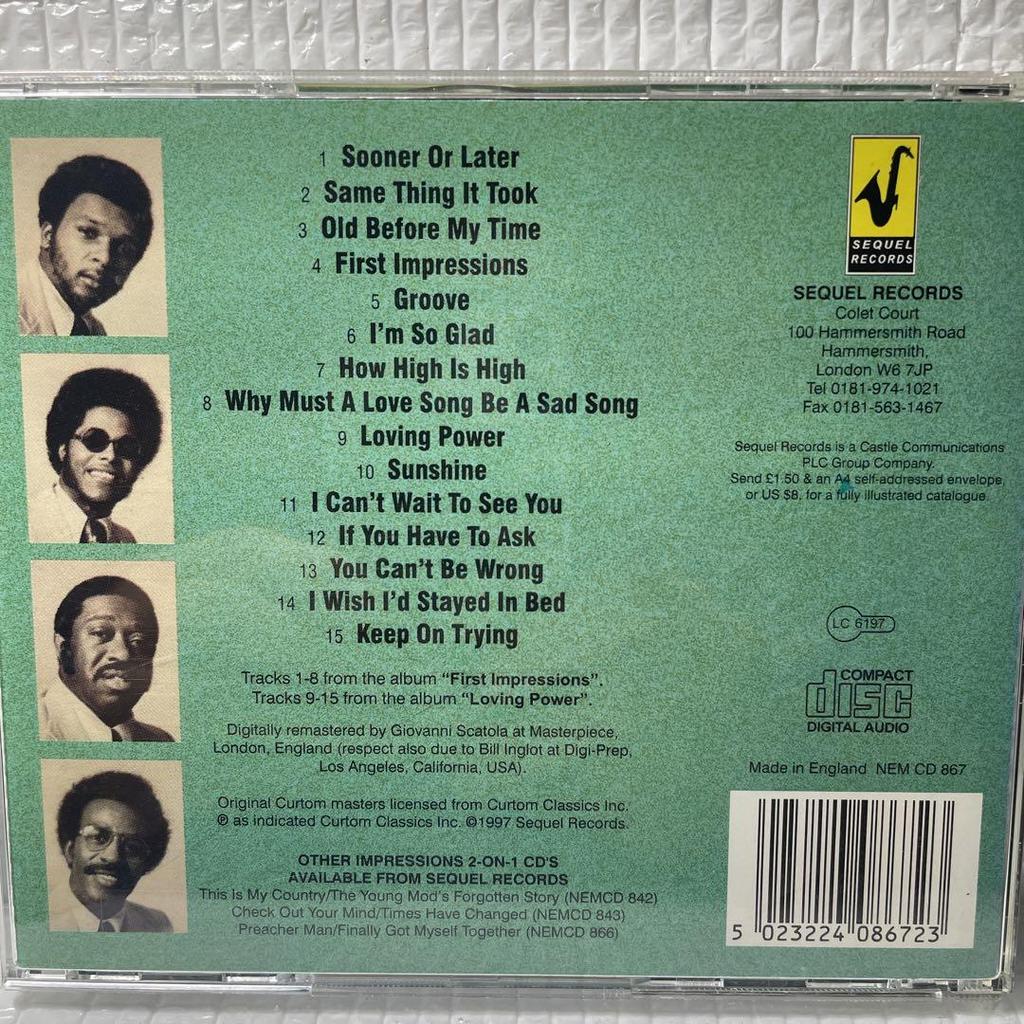 1 Sooner Or Later
2 Same Thing It Took
3 Old Before My Time
4 First Impressions
5 Groove
6 I'm So Glad
7 How High Is High
8 Why Must A Love Song Be A Sad Song
9 Loving Power
10 Sunshine
11 I Can't Wait To See You
12 If You Have To Ask
13 You Can't Be Wrong
14 I Wish I'd Stayed In Bed
15 Keep On Trying
Tracks 1-8 from the album "First Impressions".
Tracks 9-15 from the album "Loving Power".
Digitally remastered by Giovanni Scatola at Masterpiece,
London, England (respect also due to Bill Inglot at Digi-Prep,
Los Angeles, California, USA).
Original Curtom masters licensed from Curtom Classics Inc.
℗ as indicated Curtom Classics Inc. ©1997 Sequel Records.
OTHER IMPRESSIONS 2-ON-1 CD'S
AVAILABLE FROM SEQUEL RECORDS
This Is My Country/The Young Mod's Forgotten Story (NEMCD 842)
Check Out Your Mind/Times Have Changed (NEMCD 843)
Preacher Man/Finally Got Myself Together (NEMCD 866)
SEQUEL
RECORDS
SEQUEL RECORDS
Colet Court
100 Hammersmith Road
Hammersmith,
London W6 7JP
Tel 0181-974-1021
Fax 0181-563-1467
Sequel Records is a Castle Communications
PLC Group Company.
Send £1.50 & an A4 self-addressed envelope,
or US $8, for a fully illustrated catalogue.
LC 6197
COMPACT
disc
DIGITAL AUDIO
Made in England NEM CD 867
5 023224 086723